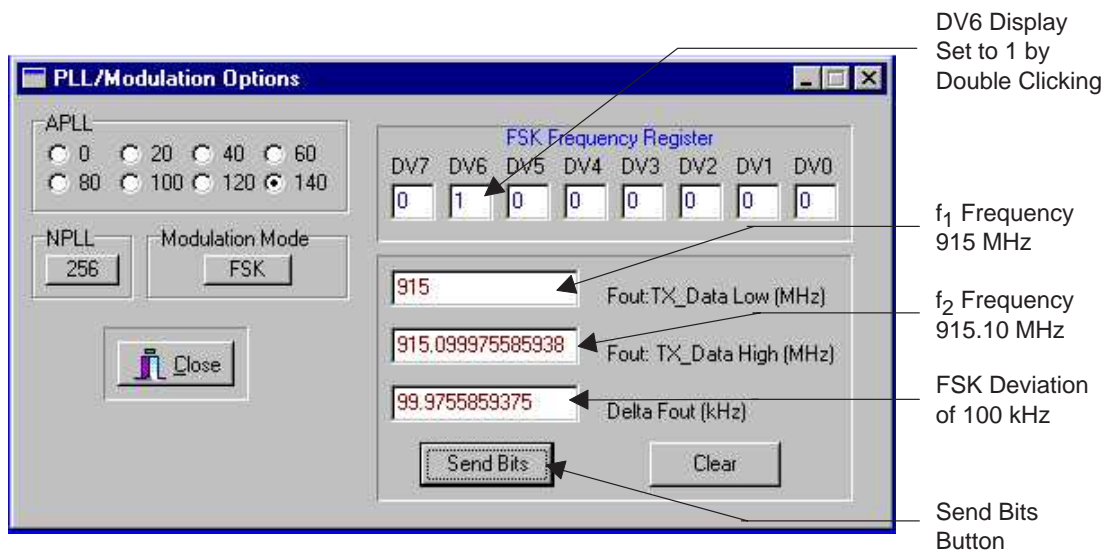 DV6 Display
Set to 1 by
Double Clicking
PLL/Modulation Options
APLL
0 20 40 60
80 100 120 140
NPLL
256
Modulation Mode
FSK
Close
FSK Frequency Register
DV7 DV6 DV5 DV4 DV3 DV2 DV1 DV0
0 1 0 0 0 0 0 0
915 Fout:TX_Data Low (MHz)
915.099975585938 Fout: TX_Data High (MHz)
99.9755859375 Delta Fout (kHz)
Send Bits Clear
f1 Frequency
915 MHz
f2 Frequency
915.10 MHz
FSK Deviation
of 100 kHz
Send Bits
Button